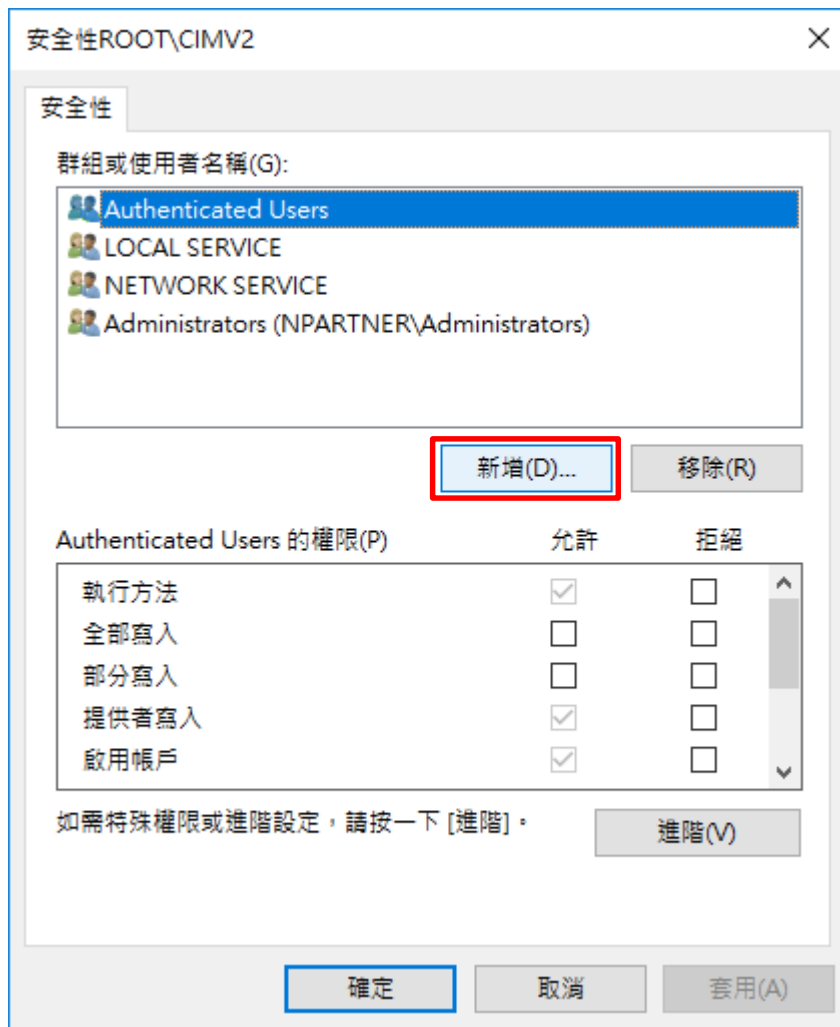 安全性ROOT\CIMV2
安全性
群組或使用者名稱(G):
Authenticated Users
LOCAL SERVICE
NETWORK SERVICE
Administrators (NPARTNER\Administrators)
新增(D)... 移除(R)
Authenticated Users 的權限(P) 允許 拒絕
執行方法
全部寫入
部分寫入
提供者寫入
啟用帳戶
如需特殊權限或進階設定，請按一下 [進階]。 進階(V)
確定 取消 套用(A)